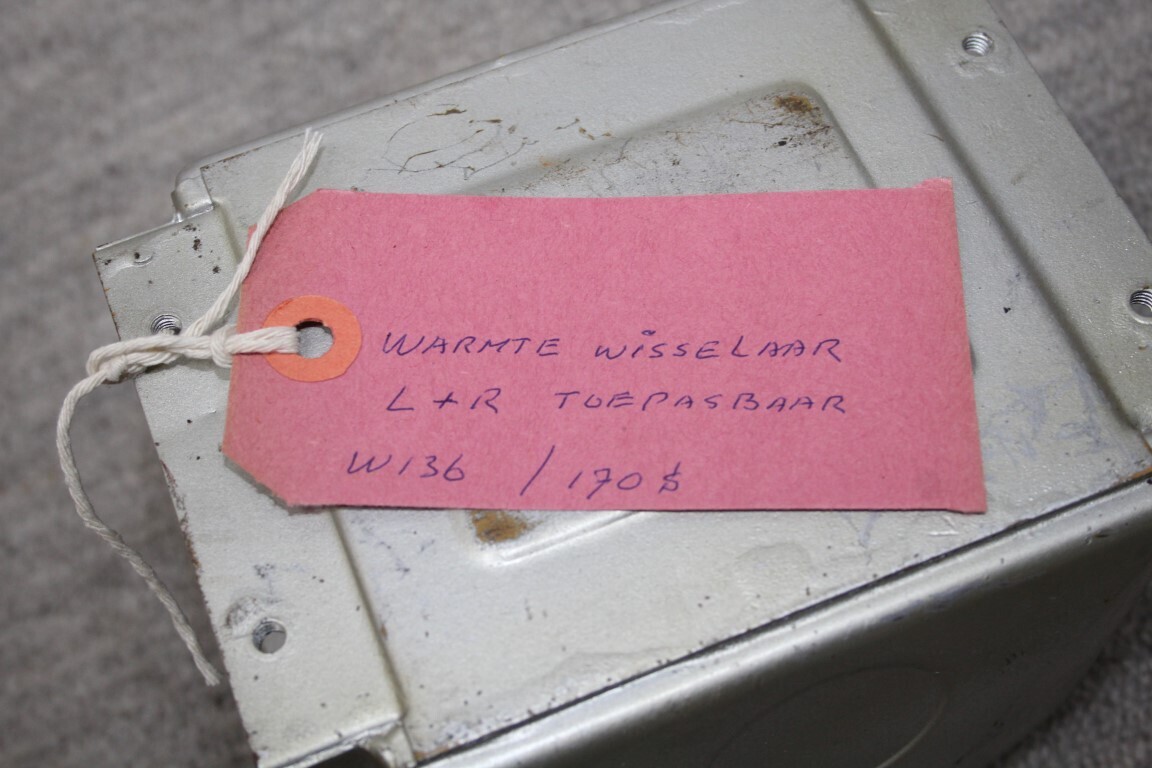 WARMTE WISSELAAR
L+R TOEPASBAAR
W136 / 170$